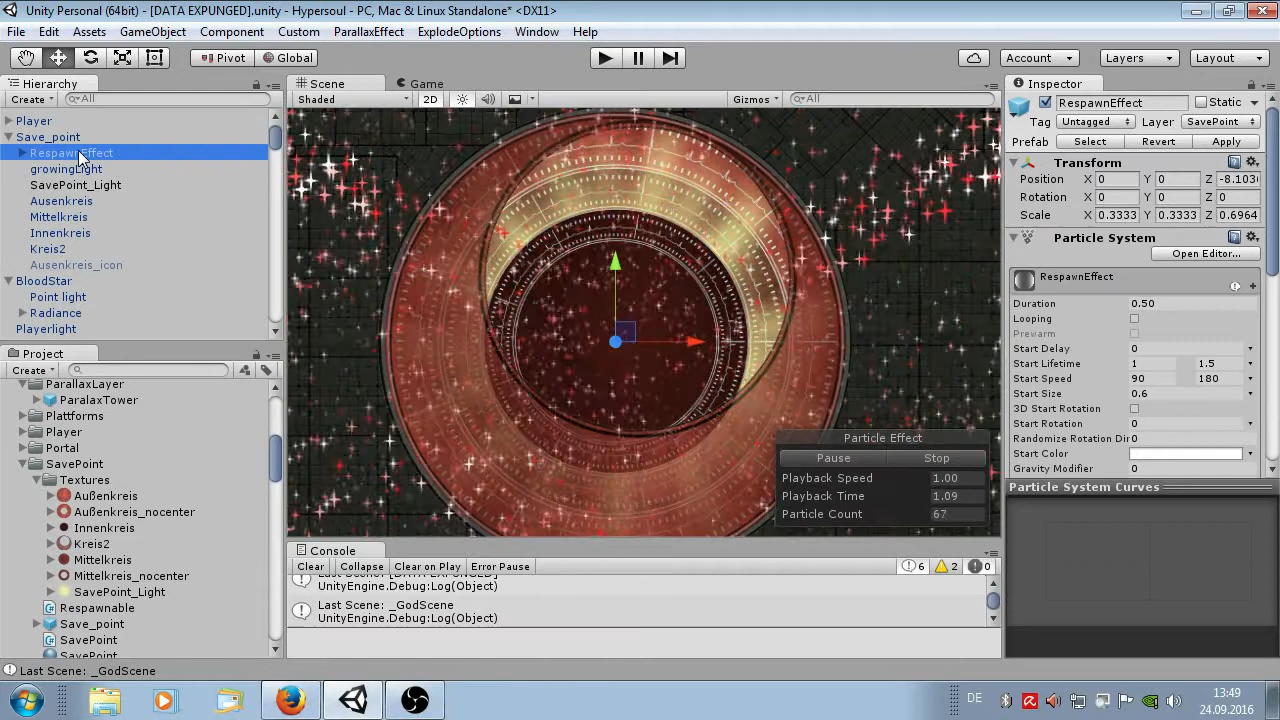 Unity Personal (64bit) - [DATA EXPUNGED].unity - Hypersoul - PC, Mac & Linux Standalone* <DX11>
File Edit Assets GameObject Component Custom ParallaxEffect ExplodeOptions Window Help
Pivot Global Account Layers Layout
Hierarchy
Create All
Player
Save_point
RespawnEffect
growingLight
SavePoint_Light
Ausenkreis
Mittelkreis
Innenkreis
Kreis2
Ausenkreis_icon
BloodStar
Point light
Radiance
Playerlight
Project
Create
ParallaxLayer
ParalaxTower
Plattforms
Player
Portal
SavePoint
Textures
Außenkreis
Außenkreis_nocenter
Innenkreis
Kreis2
Mittelkreis
Mittelkreis_nocenter
SavePoint_Light
Respawnable
Save_point
SavePoint
SavePoint
Scene Game
Shaded 2D Gizmos All
Particle Effect
Pause Stop
Playback Speed 1.00
Playback Time 1.09
Particle Count 67
Console
Clear Collapse Clear on Play Error Pause 6 2 0
Last Scene: [DATA EXPUNGED]
UnityEngine.Debug:Log(Object)
Last Scene: _GodScene
UnityEngine.Debug:Log(Object)
Inspector
RespawnEffect Static
Tag Untagged Layer SavePoint
Prefab Select Revert Apply
Transform
Position X 0 Y 0 Z -8.103
Rotation X 0 Y 0 Z 0
Scale X 0.3333 Y 0.3333 Z 0.6964
Particle System
Open Editor...
RespawnEffect
Duration 0.50
Looping
Prewarm
Start Delay 0
Start Lifetime 1 1.5
Start Speed 90 180
Start Size 0.6
3D Start Rotation
Start Rotation 0
Randomize Rotation Dir 0
Start Color
Gravity Modifier 0
Particle System Curves
Last Scene: _GodScene
DE
13:49
24.09.2016